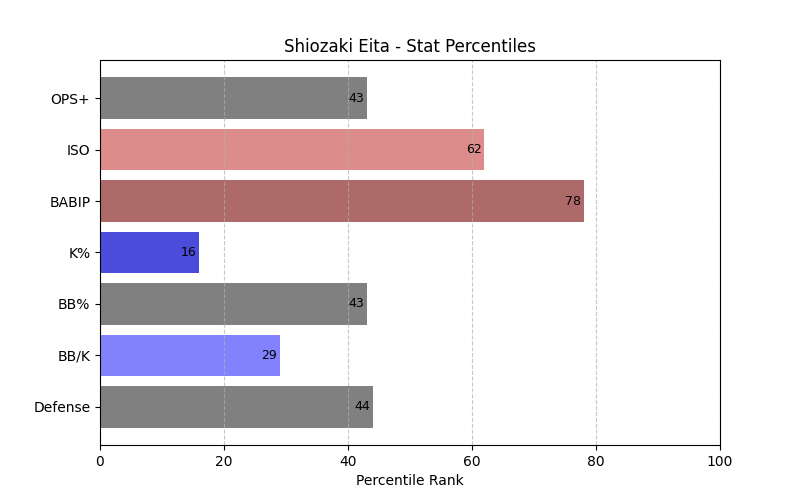 Shiozaki Eita - Stat Percentiles
OPS+
43
ISO
62
BABIP
78
K%
16
BB%
43
BB/K
29
Defense
44
0 20 40 60 80 100
Percentile Rank